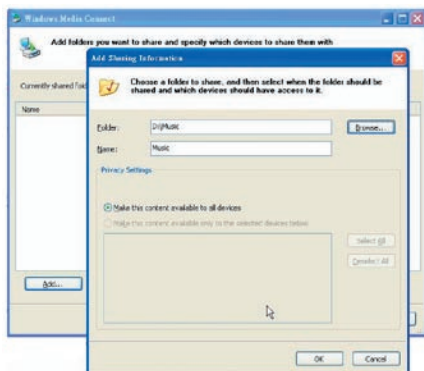 Windows Media Connect
Add folders you want to share and specify which devices to share them with
Add Sharing Information
Choose a folder to share, and then select when the folder should be
shared and which devices should have access to it.
Currently shared fold
Name
Folder:
D:\Music
Browse...
Name:
Music
Privacy Settings
Make this content available to all devices
Make this content available only to the selected devices below
Select All
Deselect All
Add...
OK
Cancel